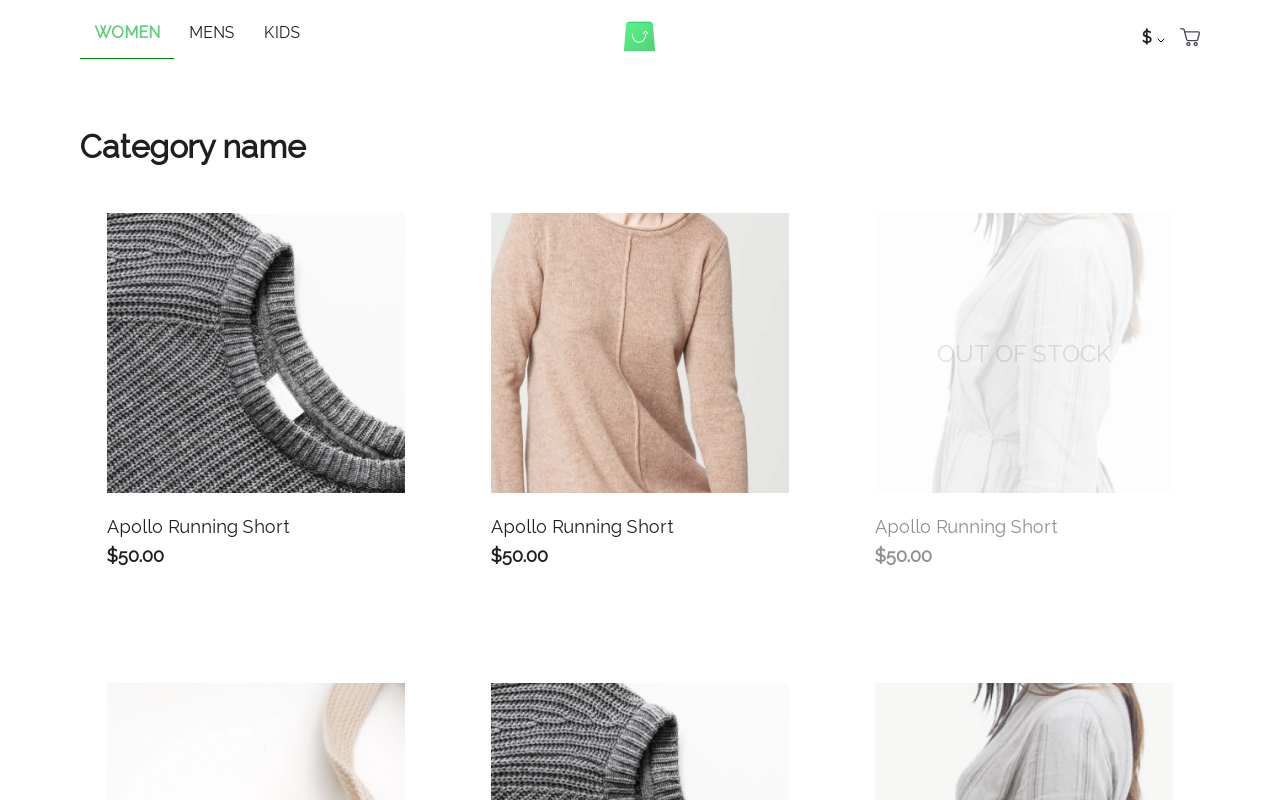 WOMEN MENS KIDS $
Category name
OUT OF STOCK
Apollo Running Short Apollo Running Short Apollo Running Short
$50.00 $50.00 $50.00